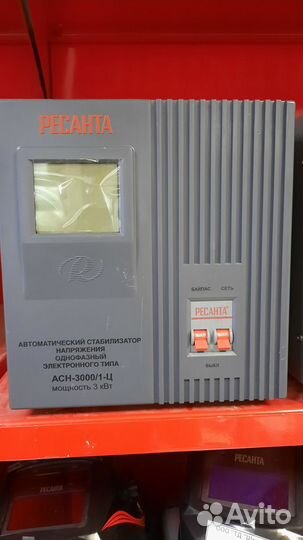 РЕСАНТА
БАЙПАС СЕТЬ
РЕСАНТА
ВЫКЛ
АВТОМАТИЧЕСКИЙ СТАБИЛИЗАТОР
НАПРЯЖЕНИЯ
ОДНОФАЗНЫЙ
ЭЛЕКТРОННОГО ТИПА
АСН-3000/1-Ц
мощность 3 кВт
РЕСАНТА
РЕСАНТА
Avito